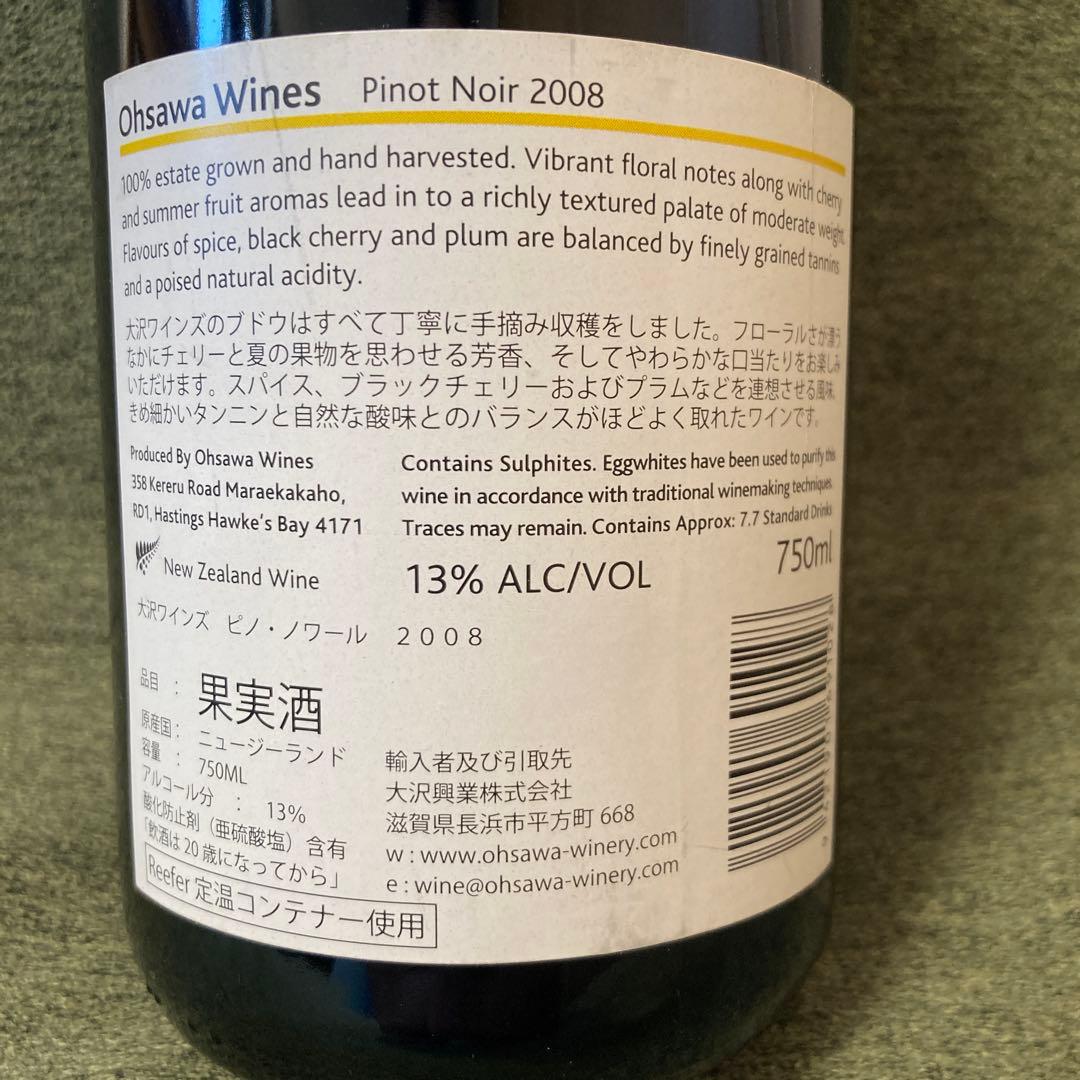 Ohsawa Wines Pinot Noir 2008
100% estate grown and hand harvested. Vibrant floral notes along with cherry
and summer fruit aromas lead in to a richly textured palate of moderate weight.
Flavours of spice, black cherry and plum are balanced by finely grained tannins
and a poised natural acidity.
大沢ワインズのブドウはすべて丁寧に手摘み収穫をしました。フローラルさが漂う
なかにチェリーと夏の果物を思わせる芳香、そしてやわらかな口当たりをお楽しみ
いただけます。スパイス、ブラックチェリーおよびプラムなどを連想させる風味、
きめ細かいタンニンと自然な酸味とのバランスがほどよく取れたワインです。
Produced By Ohsawa Wines
358 Kereru Road Maraekakaho,
RD1, Hastings Hawke's Bay 4171
Contains Sulphites. Eggwhites have been used to purify this
wine in accordance with traditional winemaking techniques.
Traces may remain. Contains Approx: 7.7 Standard Drinks
New Zealand Wine
13% ALC/VOL
750ml
大沢ワインズ ピノ・ノワール 2008
品目 : 果実酒
原産国 : ニュージーランド
容量 : 750ML
アルコール分 : 13%
酸化防止剤（亜硫酸塩）含有
「飲酒は20歳になってから」
Reefer 定温コンテナー使用
輸入者及び引取先
大沢興業株式会社
滋賀県長浜市平方町 668
w : www.ohsawa-winery.com
e : wine@ohsawa-winery.com